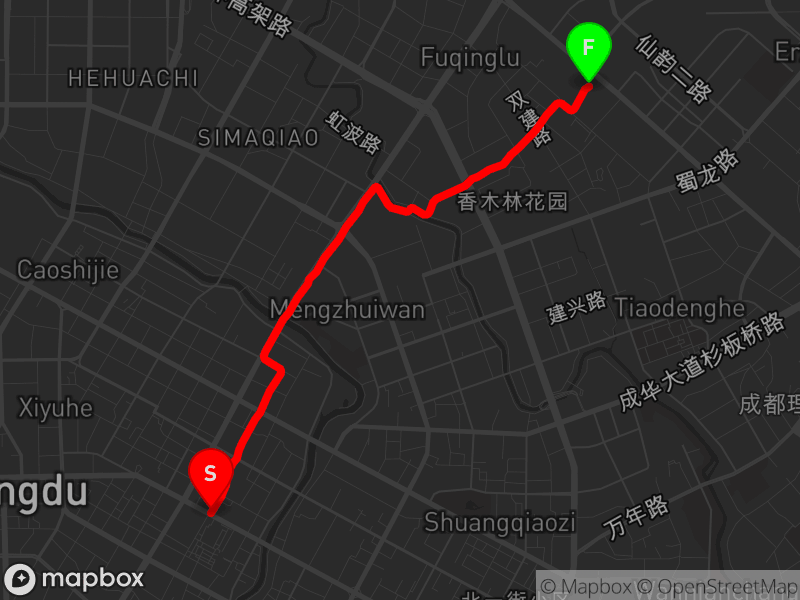 高架路
Fuqinglu
F
仙韵二路
HEHUACHI
双建路
SIMAQIAO
虹波路
蜀龙路
香木林花园
Caoshijie
Mengzhuiwan
建兴路
Tiaodenghe
成华大道杉板桥路
Xiyuhe
成都理
S
ngdu
Shuangqiaozi
万年路
mapbox
© Mapbox © OpenStreetMap